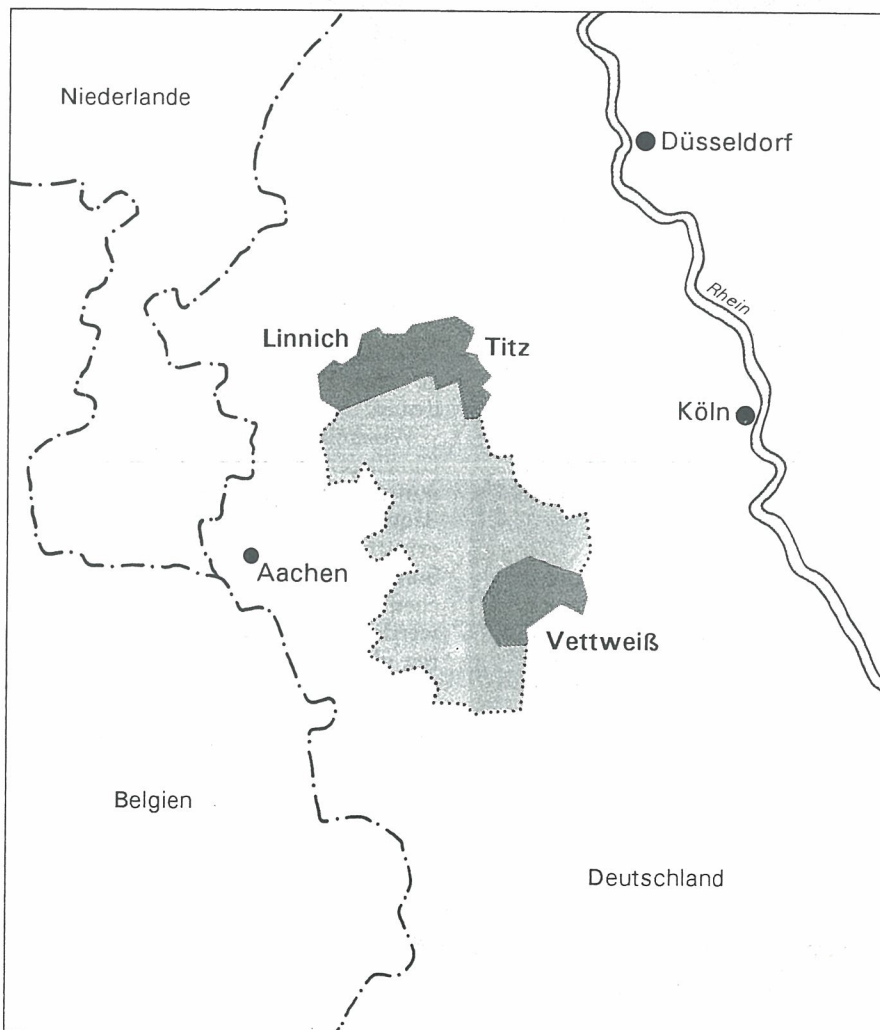 Niederlande
Düsseldorf
Rhein
Linnich
Titz
Köln
Aachen
Vettweiß
Belgien
Deutschland